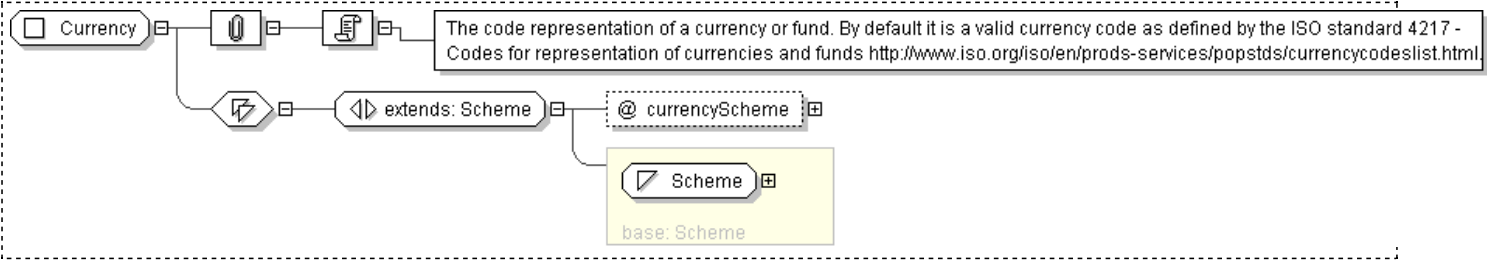 Currency
The code representation of a currency or fund. By default it is a valid currency code as defined by the ISO standard 4217 -
Codes for representation of currencies and funds http://www.iso.org/iso/en/prods-services/popstds/currencycodeslist.html.
extends: Scheme
@ currencyScheme
Scheme
base: Scheme